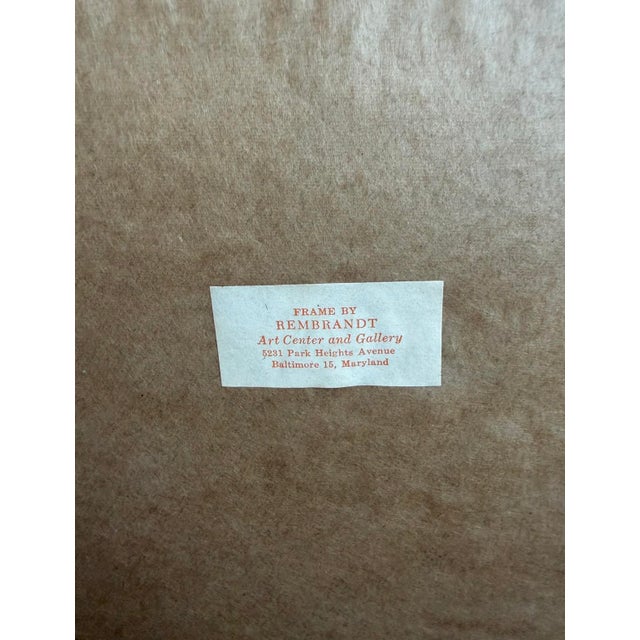 FRAME BY
REMBRANDT
Art Center and Gallery
5231 Park Heights Avenue
Baltimore 15, Maryland